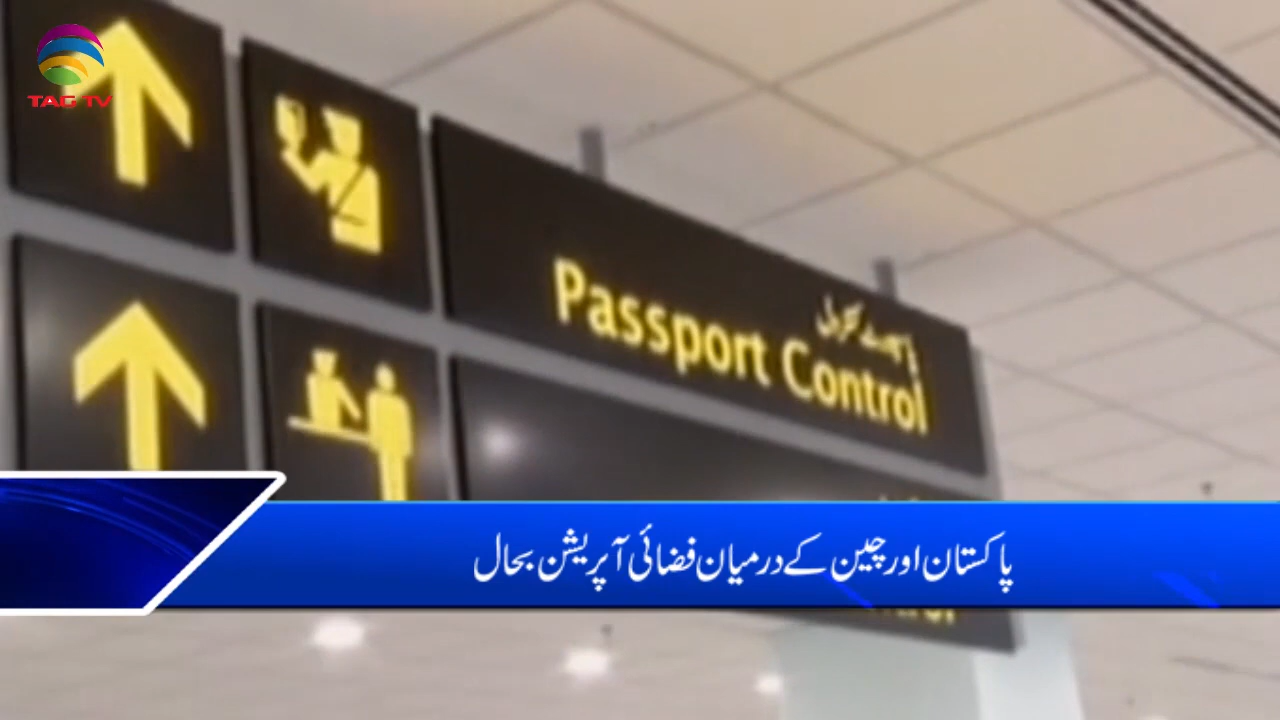 TAG TV
پاسپورٹ کنٹرول
Passport Control
پاکستان اور چین کے درمیان فضائی آپریشن بحال